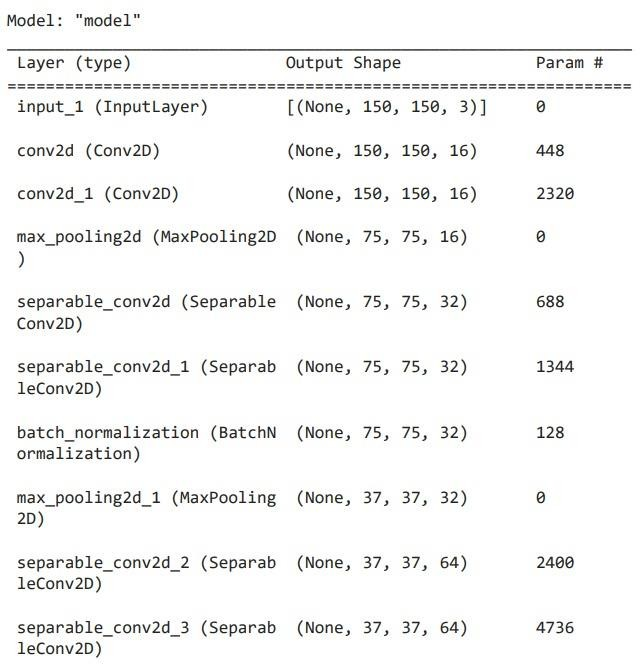 Model: "model"
Layer (type) Output Shape Param #
=================================================================
input_1 (InputLayer) [(None, 150, 150, 3)] 0
conv2d (Conv2D) (None, 150, 150, 16) 448
conv2d_1 (Conv2D) (None, 150, 150, 16) 2320
max_pooling2d (MaxPooling2D (None, 75, 75, 16) 0
)
separable_conv2d (Separable (None, 75, 75, 32) 688
Conv2D)
separable_conv2d_1 (Separab (None, 75, 75, 32) 1344
leConv2D)
batch_normalization (BatchN (None, 75, 75, 32) 128
ormalization)
max_pooling2d_1 (MaxPooling (None, 37, 37, 32) 0
2D)
separable_conv2d_2 (Separab (None, 37, 37, 64) 2400
leConv2D)
separable_conv2d_3 (Separab (None, 37, 37, 64) 4736
leConv2D)